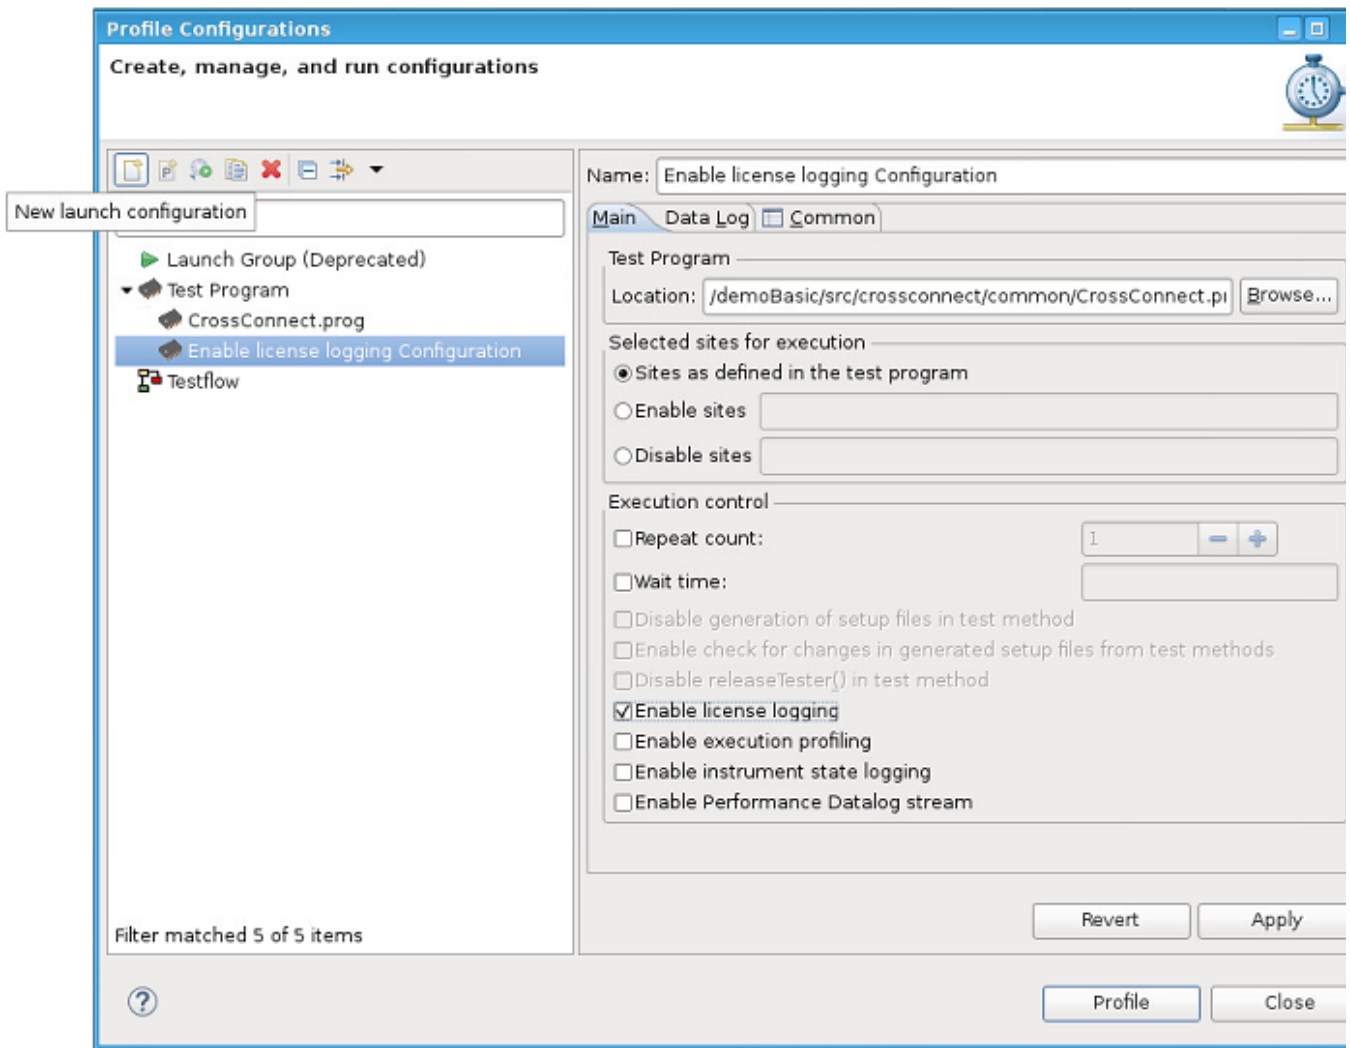 Profile Configurations
Create, manage, and run configurations
New launch configuration
Launch Group (Deprecated)
Test Program
CrossConnect.prog
Enable license logging Configuration
Testflow
Filter matched 5 of 5 items
Name: Enable license logging Configuration
Main Data Log Common
Test Program
Location: /demoBasic/src/crossconnect/common/CrossConnect.pr Browse...
Selected sites for execution
Sites as defined in the test program
Enable sites
Disable sites
Execution control
Repeat count: 1
Wait time:
Disable generation of setup files in test method
Enable check for changes in generated setup files from test methods
Disable releaseTester() in test method
Enable license logging
Enable execution profiling
Enable instrument state logging
Enable Performance Datalog stream
Revert Apply
Profile Close